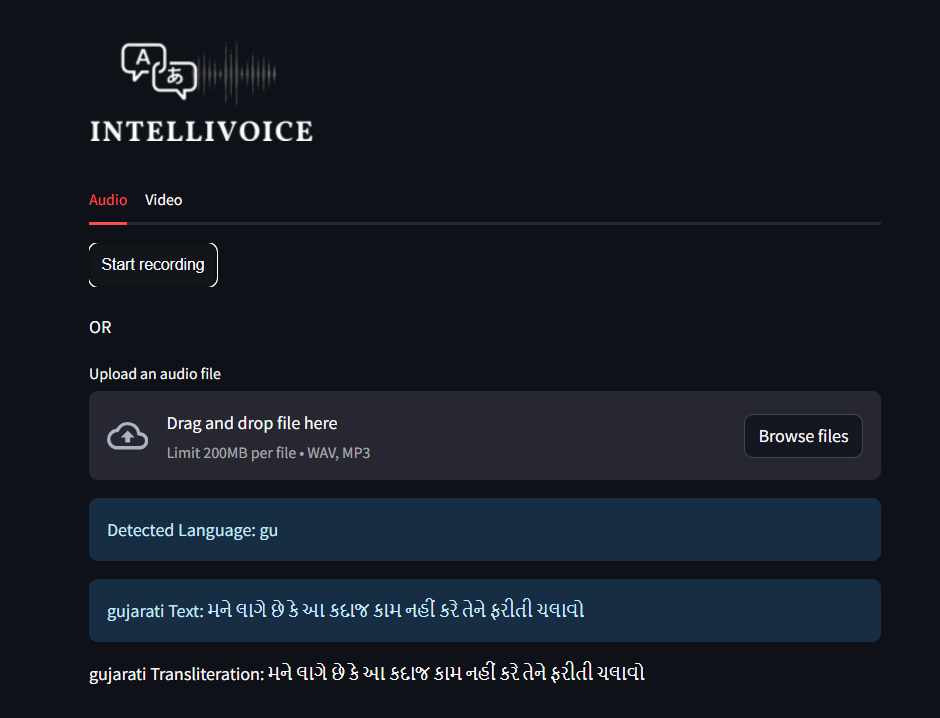 A あ
INTELLIVOICE
Audio Video
Start recording
OR
Upload an audio file
Drag and drop file here
Limit 200MB per file • WAV, MP3
Browse files
Detected Language: gu
gujarati Text: મને લાગે છે કે આ કદાજ કામ નહીં કરે તેને ફરીતી ચલાવો
gujarati Transliteration: મને લાગે છે કે આ કદાજ કામ નહીં કરે તેને ફરીતી ચલાવો